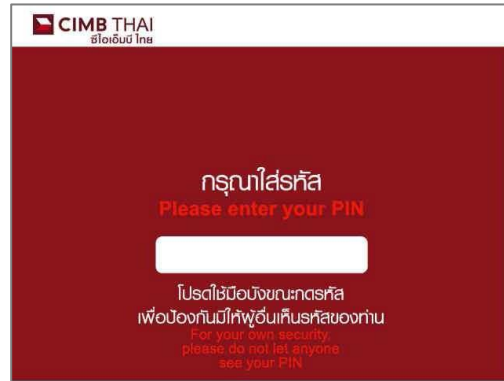 CIMB THAI
ซีไอเอ็มบี ไทย
กรุณาใส่รหัส
Please enter your PIN
โปรดใช้มือบังขณะกดรหัส
เพื่อป้องกันมิให้ผู้อื่นเห็นรหัสของท่าน
For your own security,
please do not let anyone
see your PIN